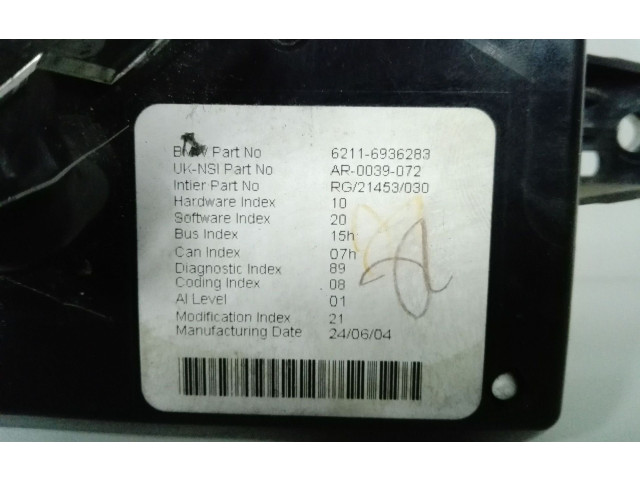 BMW Part No 6211-6936283
UK-NSI Part No AR-0039-072
Intier Part No RG/21453/030
Hardware Index 10
Software Index 20
Bus Index 15h
Can Index 07h
Diagnostic Index 89
Coding Index 08
AI Level 01
Modification Index 21
Manufacturing Date 24/06/04